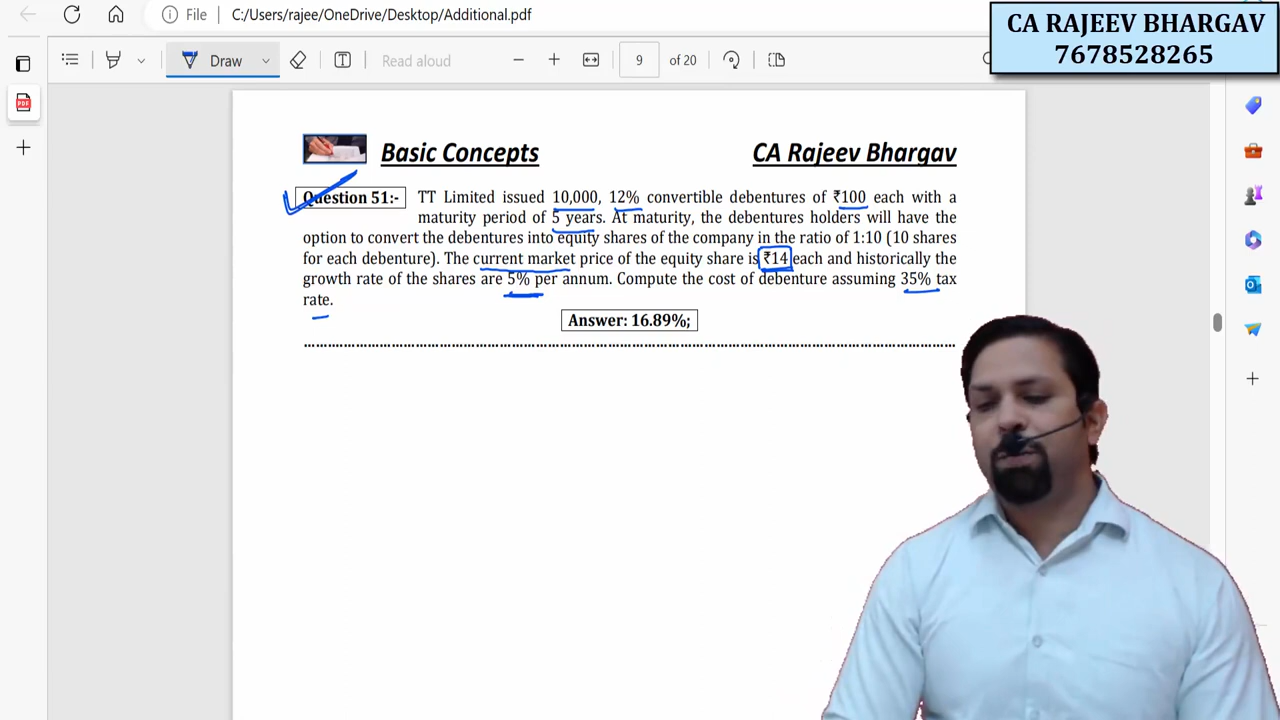 File
C:/Users/rajee/OneDrive/Desktop/Additional.pdf
CA RAJEEV BHARGAV
7678528265
Draw
Read aloud
9
of 20
Basic Concepts
CA Rajeev Bhargav
Question 51:- TT Limited issued 10,000, 12% convertible debentures of ₹100 each with a
maturity period of 5 years. At maturity, the debentures holders will have the
option to convert the debentures into equity shares of the company in the ratio of 1:10 (10 shares
for each debenture). The current market price of the equity share is ₹14 each and historically the
growth rate of the shares are 5% per annum. Compute the cost of debenture assuming 35% tax
rate.
Answer: 16.89%;